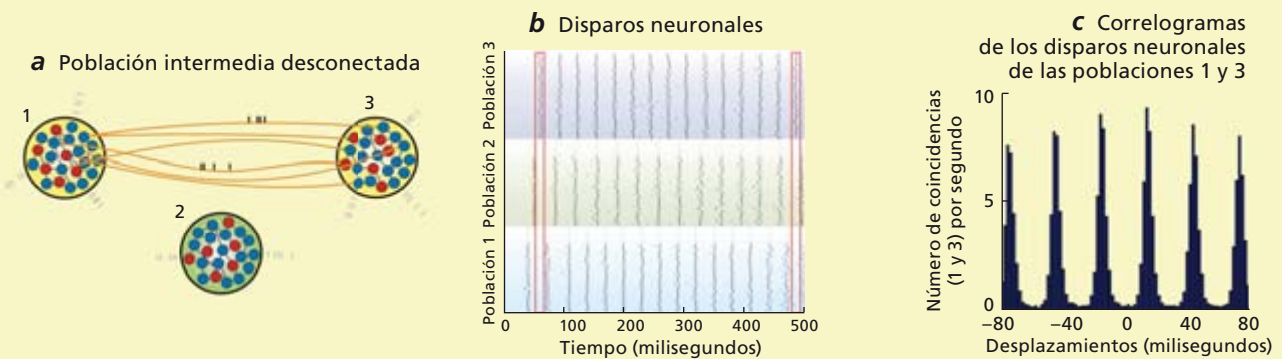 a Población intermedia desconectada
1
3
2
b Disparos neuronales
Población 3
Población 2
Población 1
0 100 200 300 400 500
Tiempo (milisegundos)
c Correlogramas
de los disparos neuronales
de las poblaciones 1 y 3
Número de coincidencias
(1 y 3) por segundo
10
5
0
−80 −40 0 40 80
Desplazamientos (milisegundos)